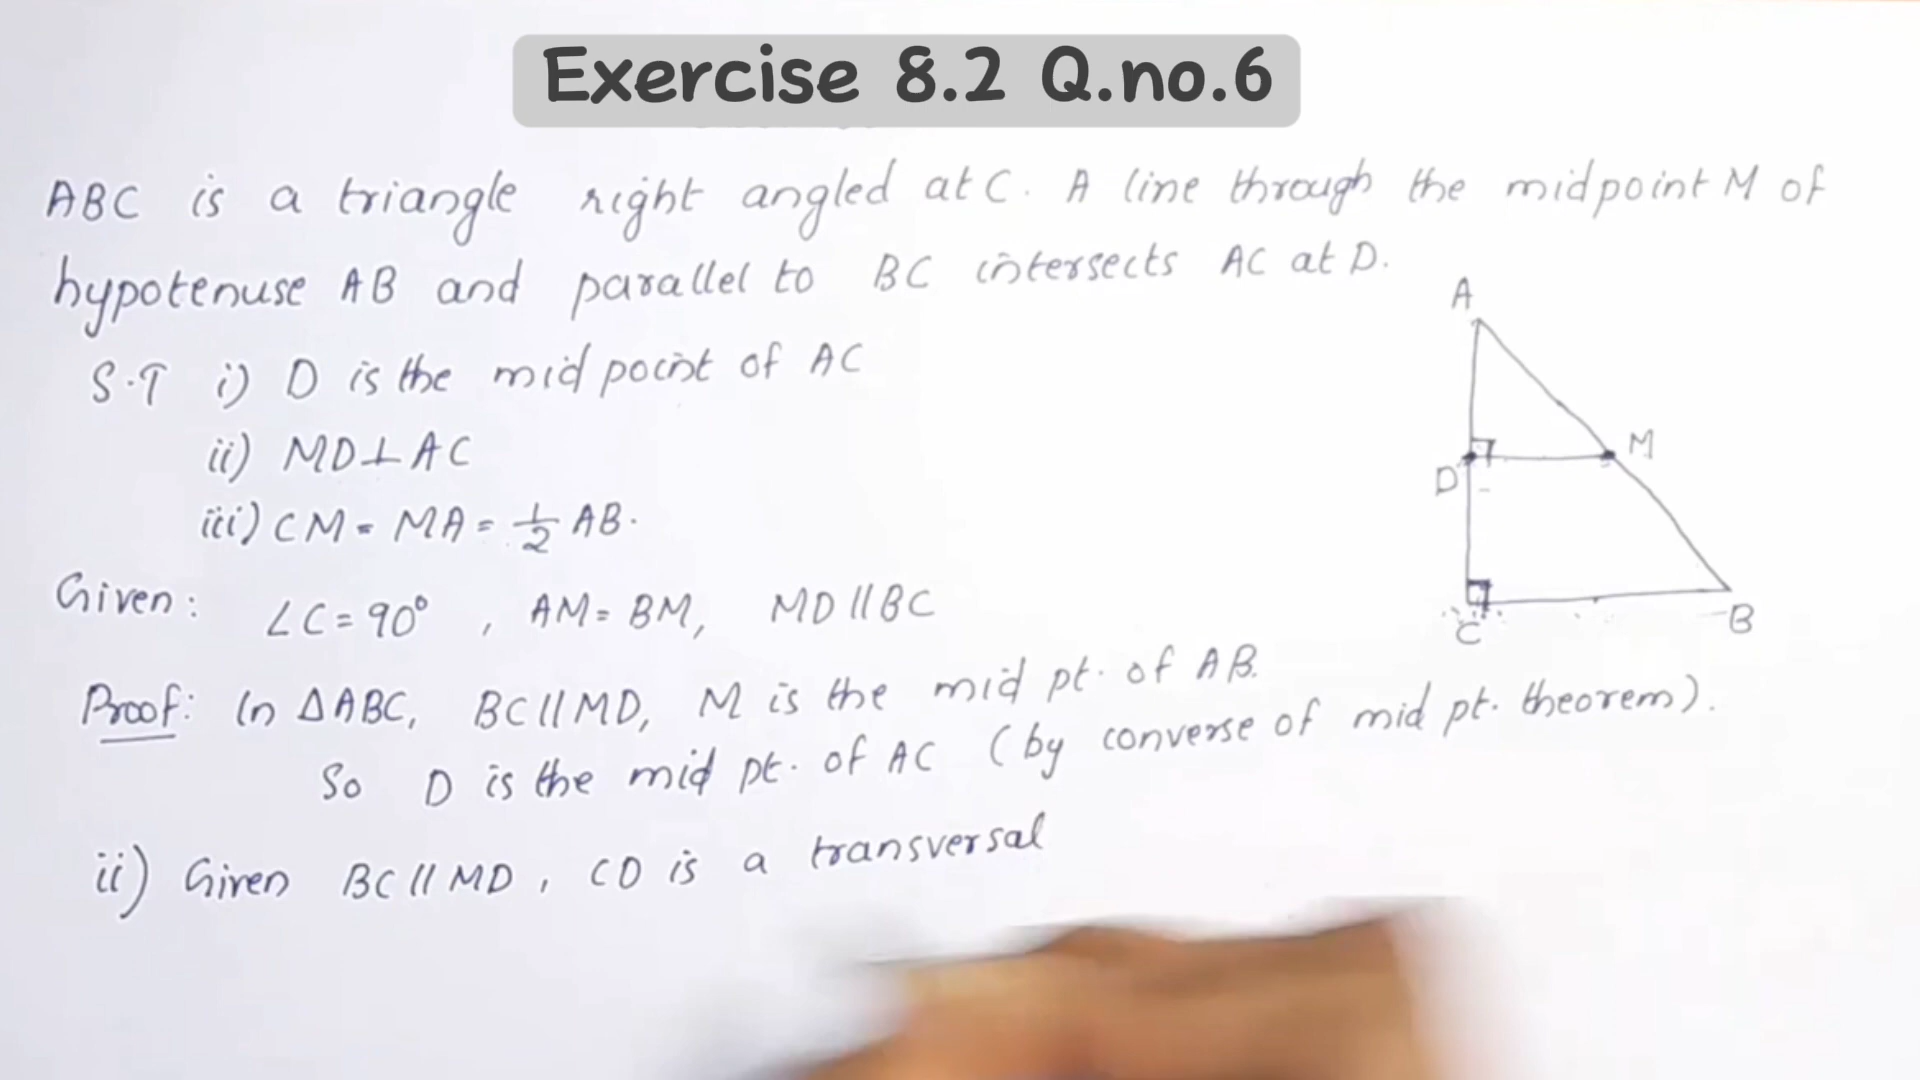 Exercise 8.2 Q.no.6
ABC is a triangle right angled at C. A line through the midpoint M of
hypotenuse AB and parallel to BC intersects AC at D.
S.T i) D is the mid point of AC
ii) MD⊥AC
iii) CM = MA = 1/2 AB.
Given: ∠C = 90°, AM = BM, MD || BC
Proof: In △ABC, BC || MD, M is the mid pt. of AB.
So D is the mid pt. of AC (by converse of mid pt. theorem).
ii) Given BC || MD, CD is a transversal
A
M
D
C
B